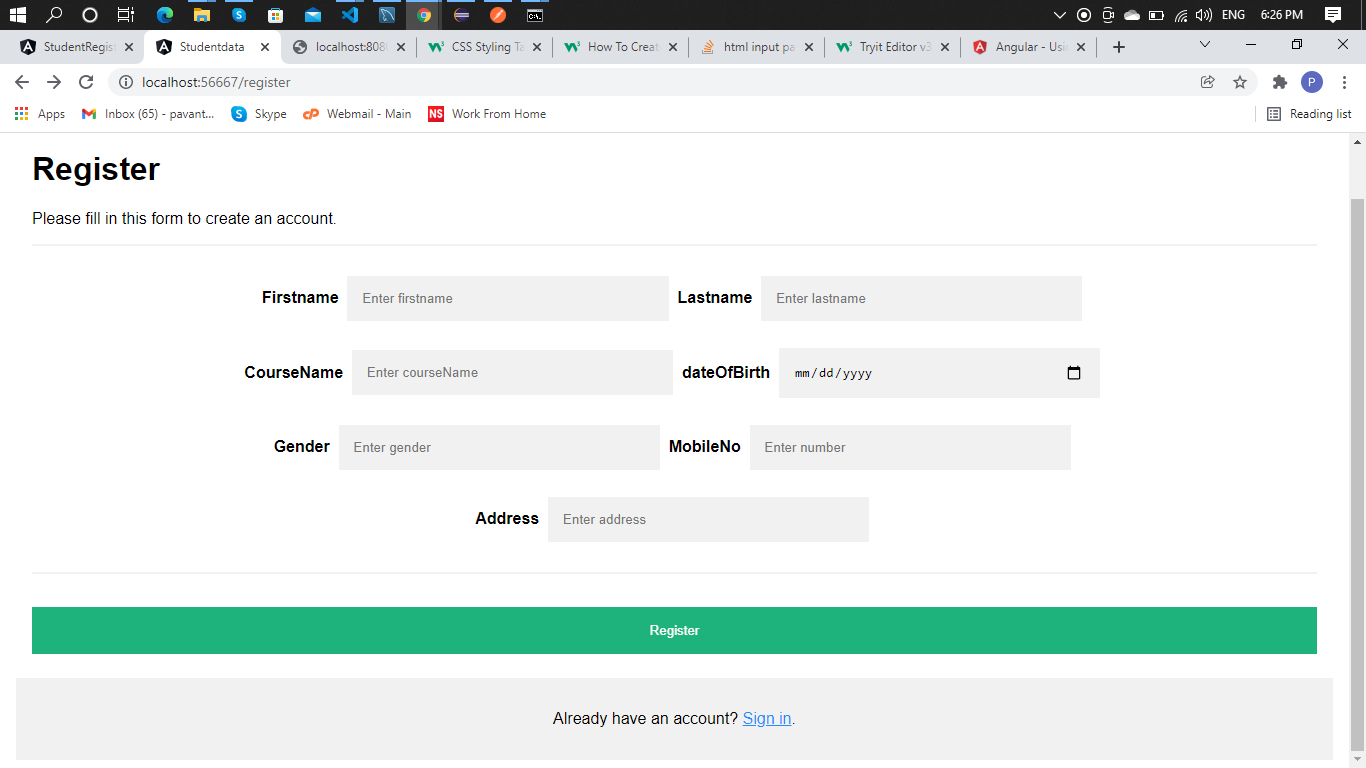 ENG 6:26 PM
StudentRegist Studentdata localhost:808 CSS Styling Ta How To Creat html input pa Tryit Editor v3 Angular - Usi
localhost:56667/register P
Apps Inbox (65) - pavant... Skype Webmail - Main NS Work From Home Reading list
Register
Please fill in this form to create an account.
Firstname Enter firstname Lastname Enter lastname
CourseName Enter courseName dateOfBirth mm/dd/yyyy
Gender Enter gender MobileNo Enter number
Address Enter address
Register
Already have an account? Sign in.